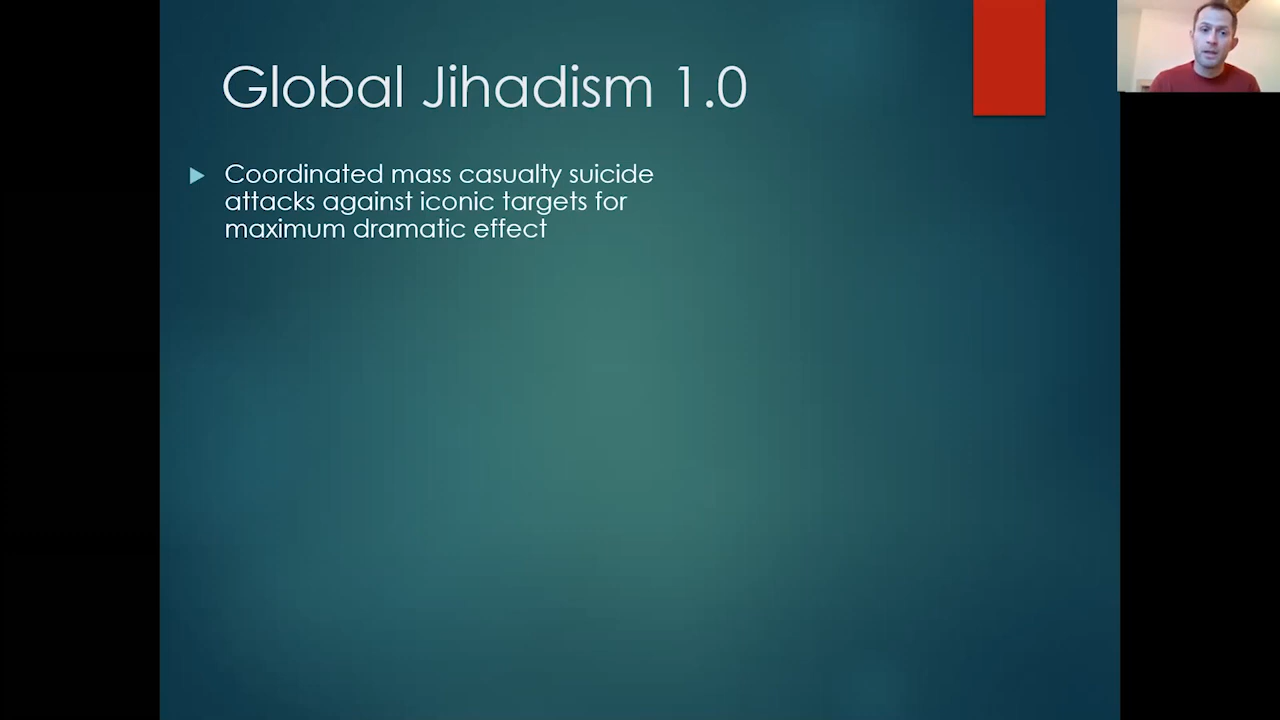 Global Jihadism 1.0
Coordinated mass casualty suicide
attacks against iconic targets for
maximum dramatic effect